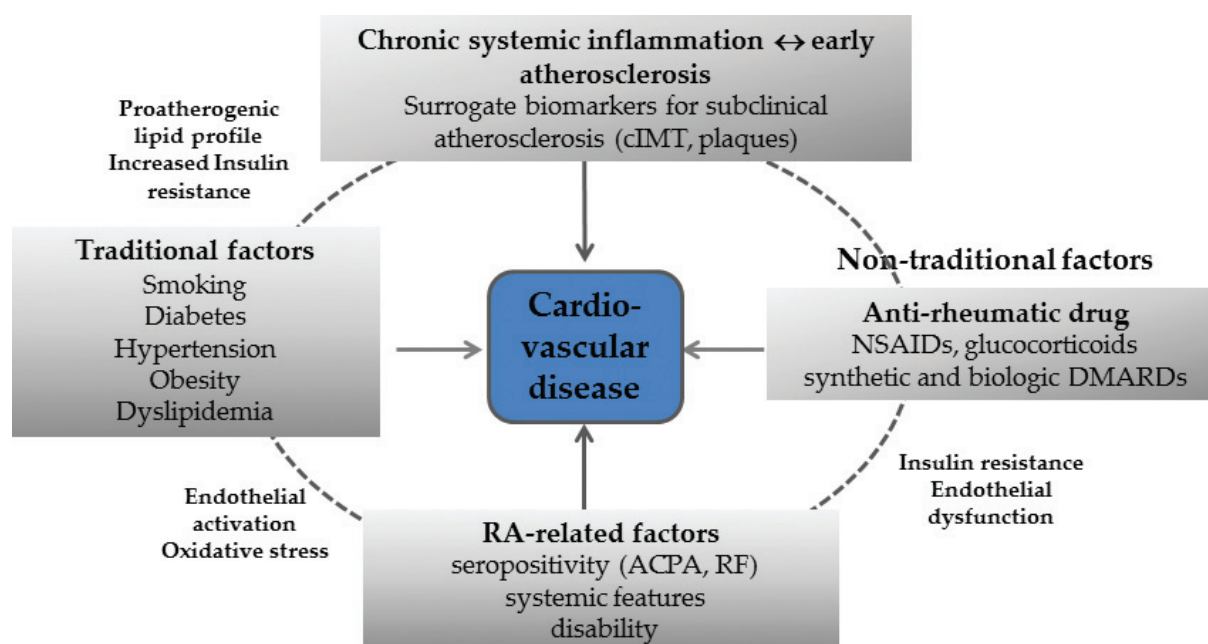 Chronic systemic inflammation ↔ early
atherosclerosis
Surrogate biomarkers for subclinical
atherosclerosis (cIMT, plaques)
Proatherogenic
lipid profile
Increased Insulin
resistance
Traditional factors
Smoking
Diabetes
Hypertension
Obesity
Dyslipidemia
Cardio-
vascular
disease
Non-traditional factors
Anti-rheumatic drug
NSAIDs, glucocorticoids
synthetic and biologic DMARDs
Endothelial
activation
Oxidative stress
Insulin resistance
Endothelial
dysfunction
RA-related factors
seropositivity (ACPA, RF)
systemic features
disability